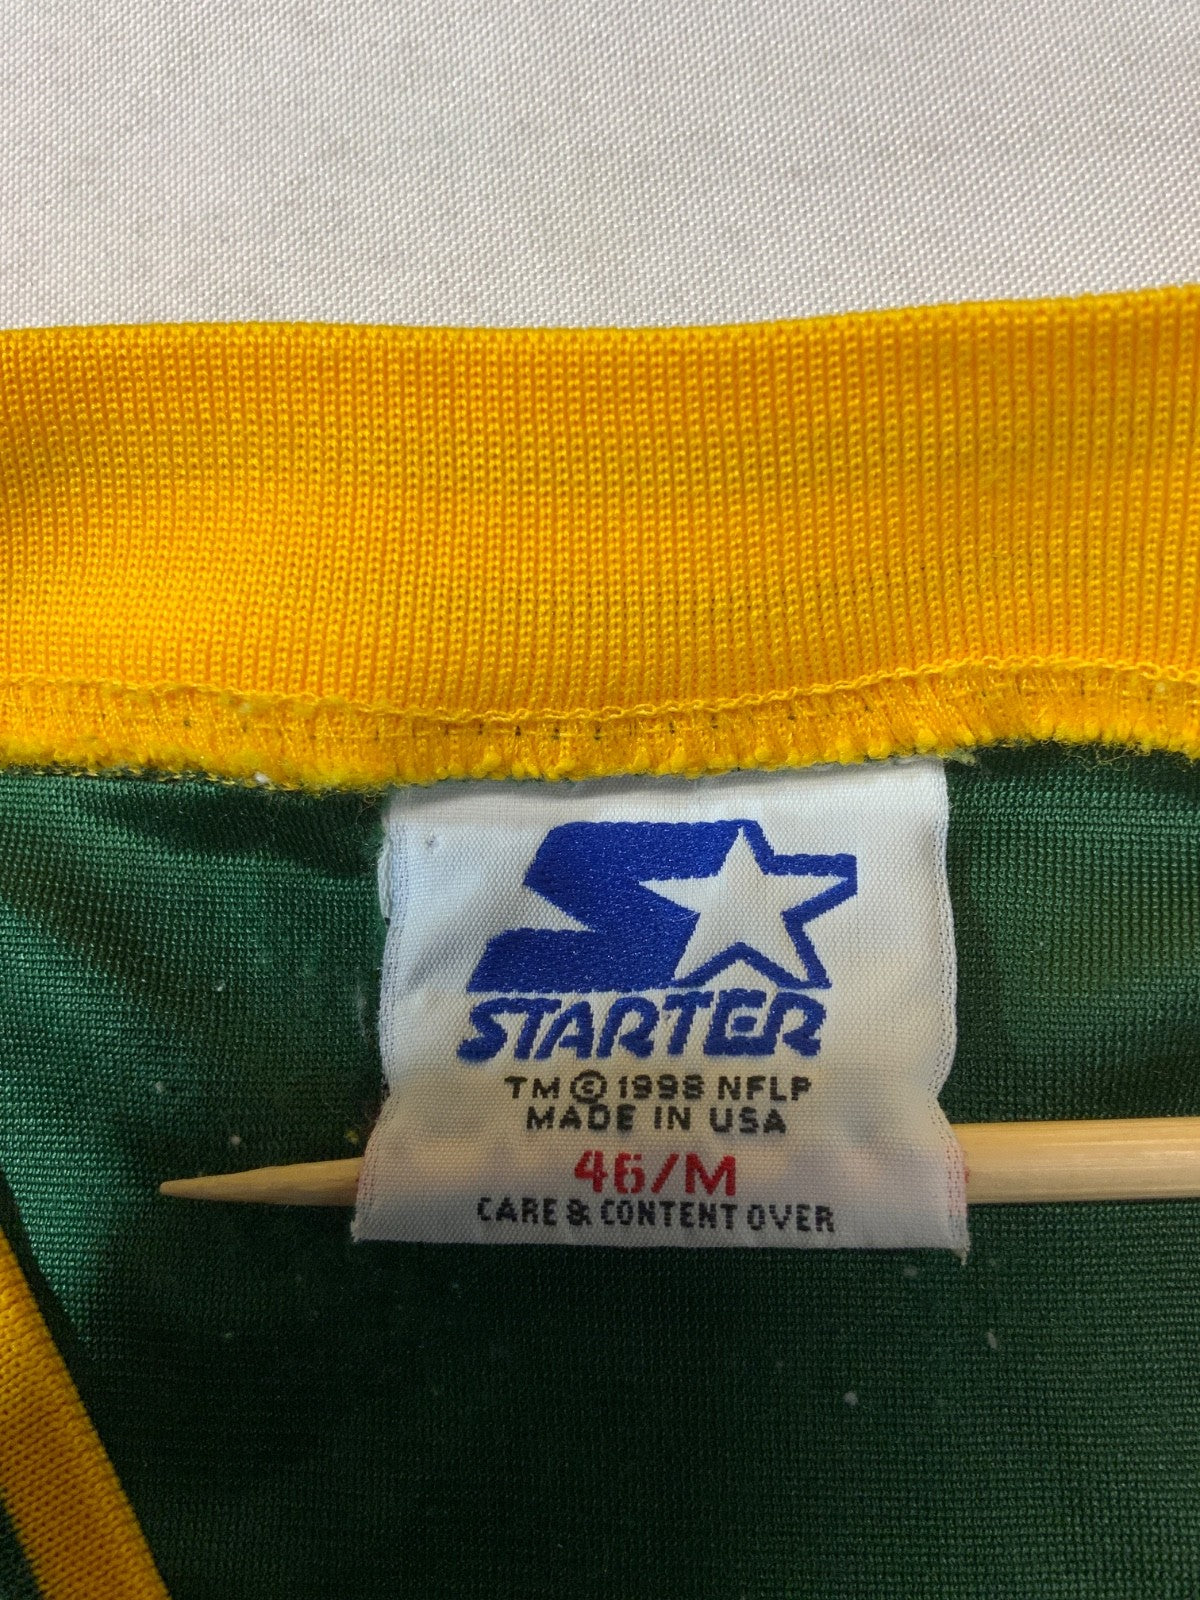 STARTER
TM © 1998 NFLP
MADE IN USA
46/M
CARE & CONTENT OVER